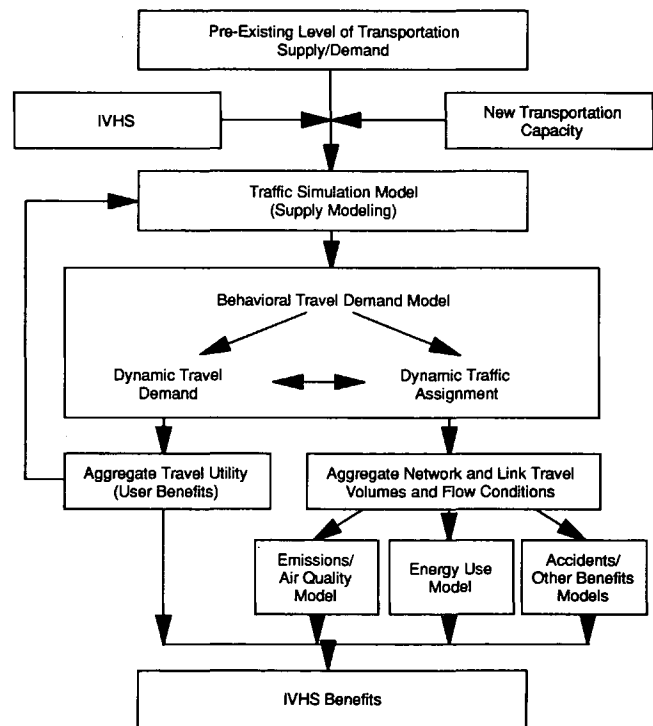 Pre-Existing Level of Transportation
Supply/Demand
IVHS
New Transportation
Capacity
Traffic Simulation Model
(Supply Modeling)
Behavioral Travel Demand Model
Dynamic Travel
Demand
Dynamic Traffic
Assignment
Aggregate Travel Utility
(User Benefits)
Aggregate Network and Link Travel
Volumes and Flow Conditions
Emissions/
Air Quality
Model
Energy Use
Model
Accidents/
Other Benefits
Models
IVHS Benefits